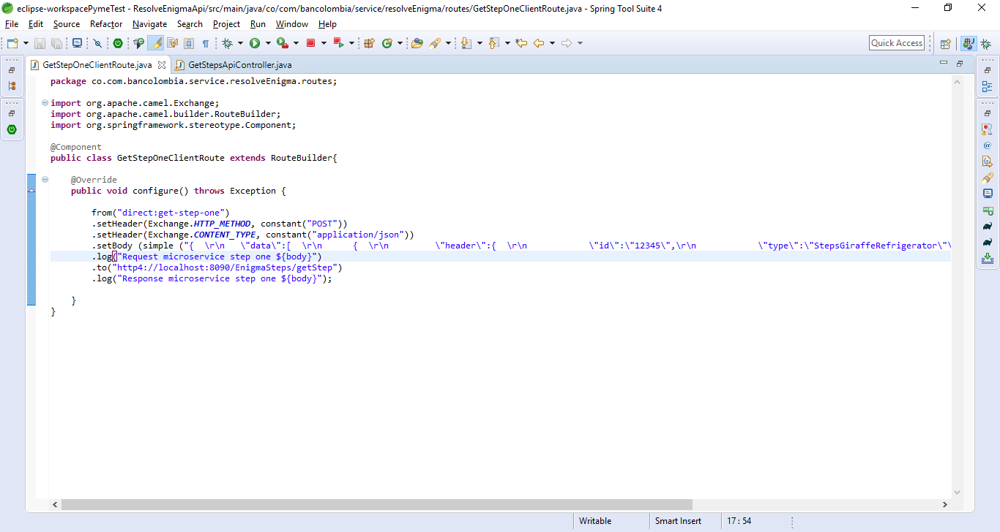 eclipse-workspacePymeTest - ResolveEnigmaApi/src/main/java/co/com/bancolombia/service/resolveEnigma/routes/GetStepOneClientRoute.java - Spring Tool Suite 4
File Edit Source Refactor Navigate Search Project Run Window Help
Quick Access
GetStepOneClientRoute.java GetStepsApiController.java
package co.com.bancolombia.service.resolveEnigma.routes;
import org.apache.camel.Exchange;
import org.apache.camel.builder.RouteBuilder;
import org.springframework.stereotype.Component;
@Component
public class GetStepOneClientRoute extends RouteBuilder{
@Override
public void configure() throws Exception {
from("direct:get-step-one")
.setHeader(Exchange.HTTP_METHOD, constant("POST"))
.setHeader(Exchange.CONTENT_TYPE, constant("application/json"))
.setBody (simple ("{  \r\n   \"data\":[  \r\n      {  \r\n         \"header\":{  \r\n            \"id\":\"12345\",\r\n            \"type\":\"StepsGiraffeRefrigerator\"\
.log("Request microservice step one ${body}")
.to("http4://localhost:8090/EnigmaSteps/getStep")
.log("Response microservice step one ${body}");
}
}
Writable Smart Insert 17 : 54